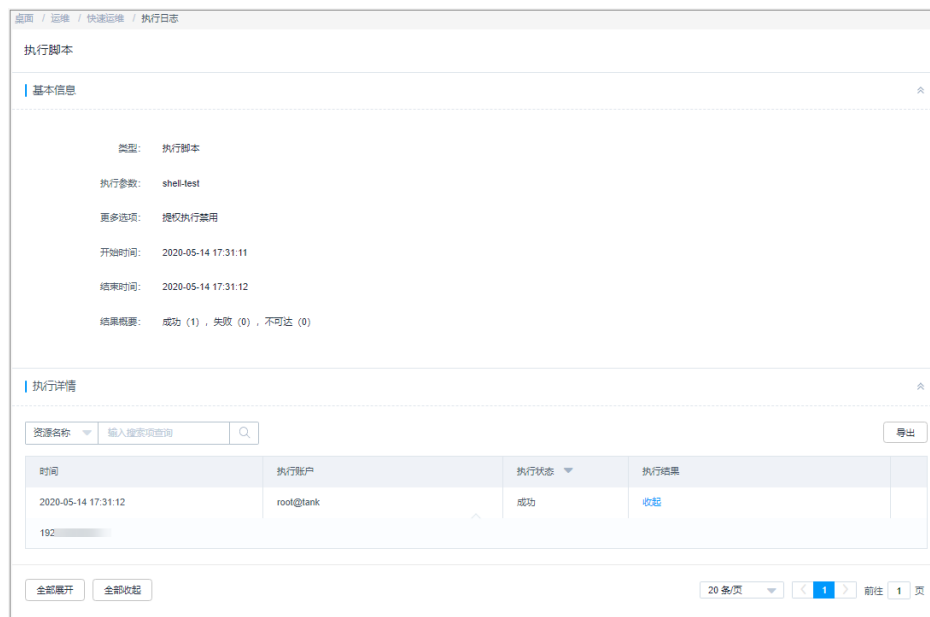 桌面 / 运维 / 快速运维 / 执行日志
执行脚本
基本信息
类型: 执行脚本
执行参数: shell-test
更多选项: 提权执行禁用
开始时间: 2020-05-14 17:31:11
结束时间: 2020-05-14 17:31:12
结果概要: 成功（1）, 失败（0）, 不可达（0）
执行详情
资源名称 输入搜索项查询 导出
时间 执行账户 执行状态 执行结果
2020-05-14 17:31:12 root@tank 成功 收起
192
全部展开 全部收起 20 条/页 1 前往 1 页